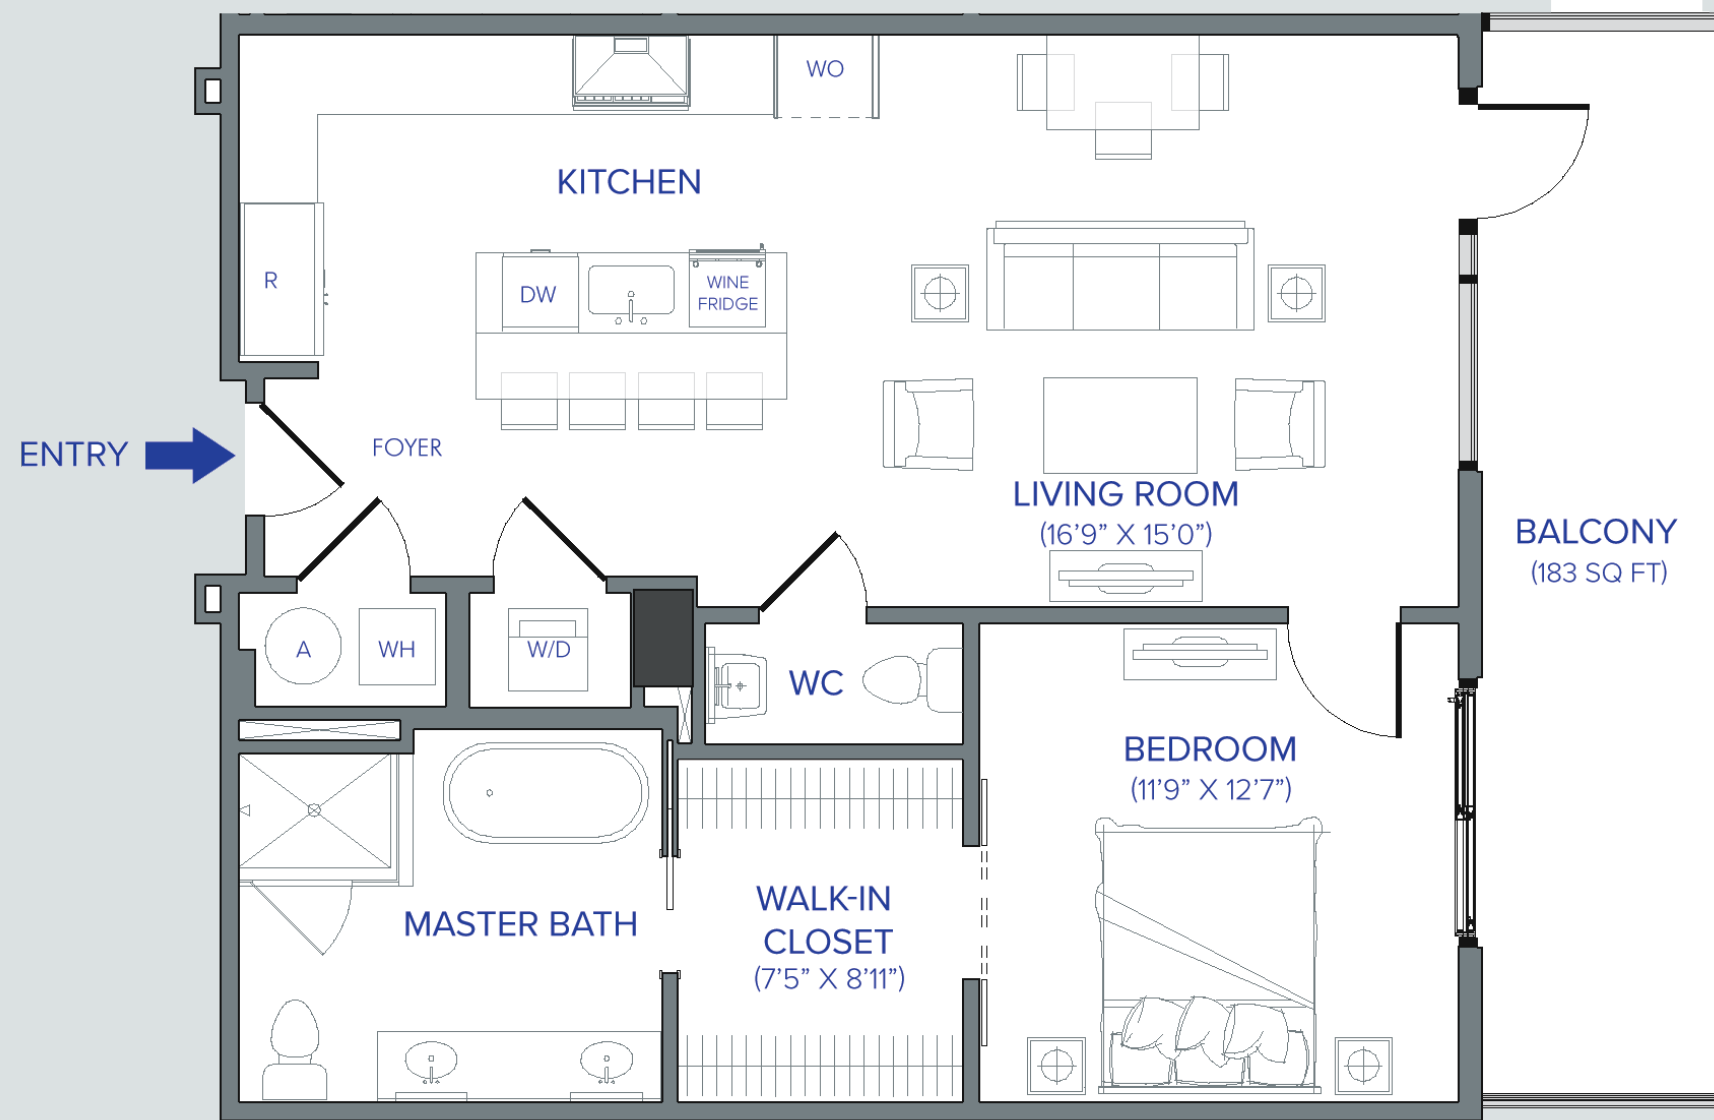 WO
KITCHEN
R
DW
WINE
FRIDGE
ENTRY
FOYER
LIVING ROOM
(16'9” X 15'0”)
BALCONY
(183 SQ FT)
A
WH
W/D
WC
BEDROOM
(11'9” X 12'7”)
WALK-IN
CLOSET
(7'5” X 8'11”)
MASTER BATH